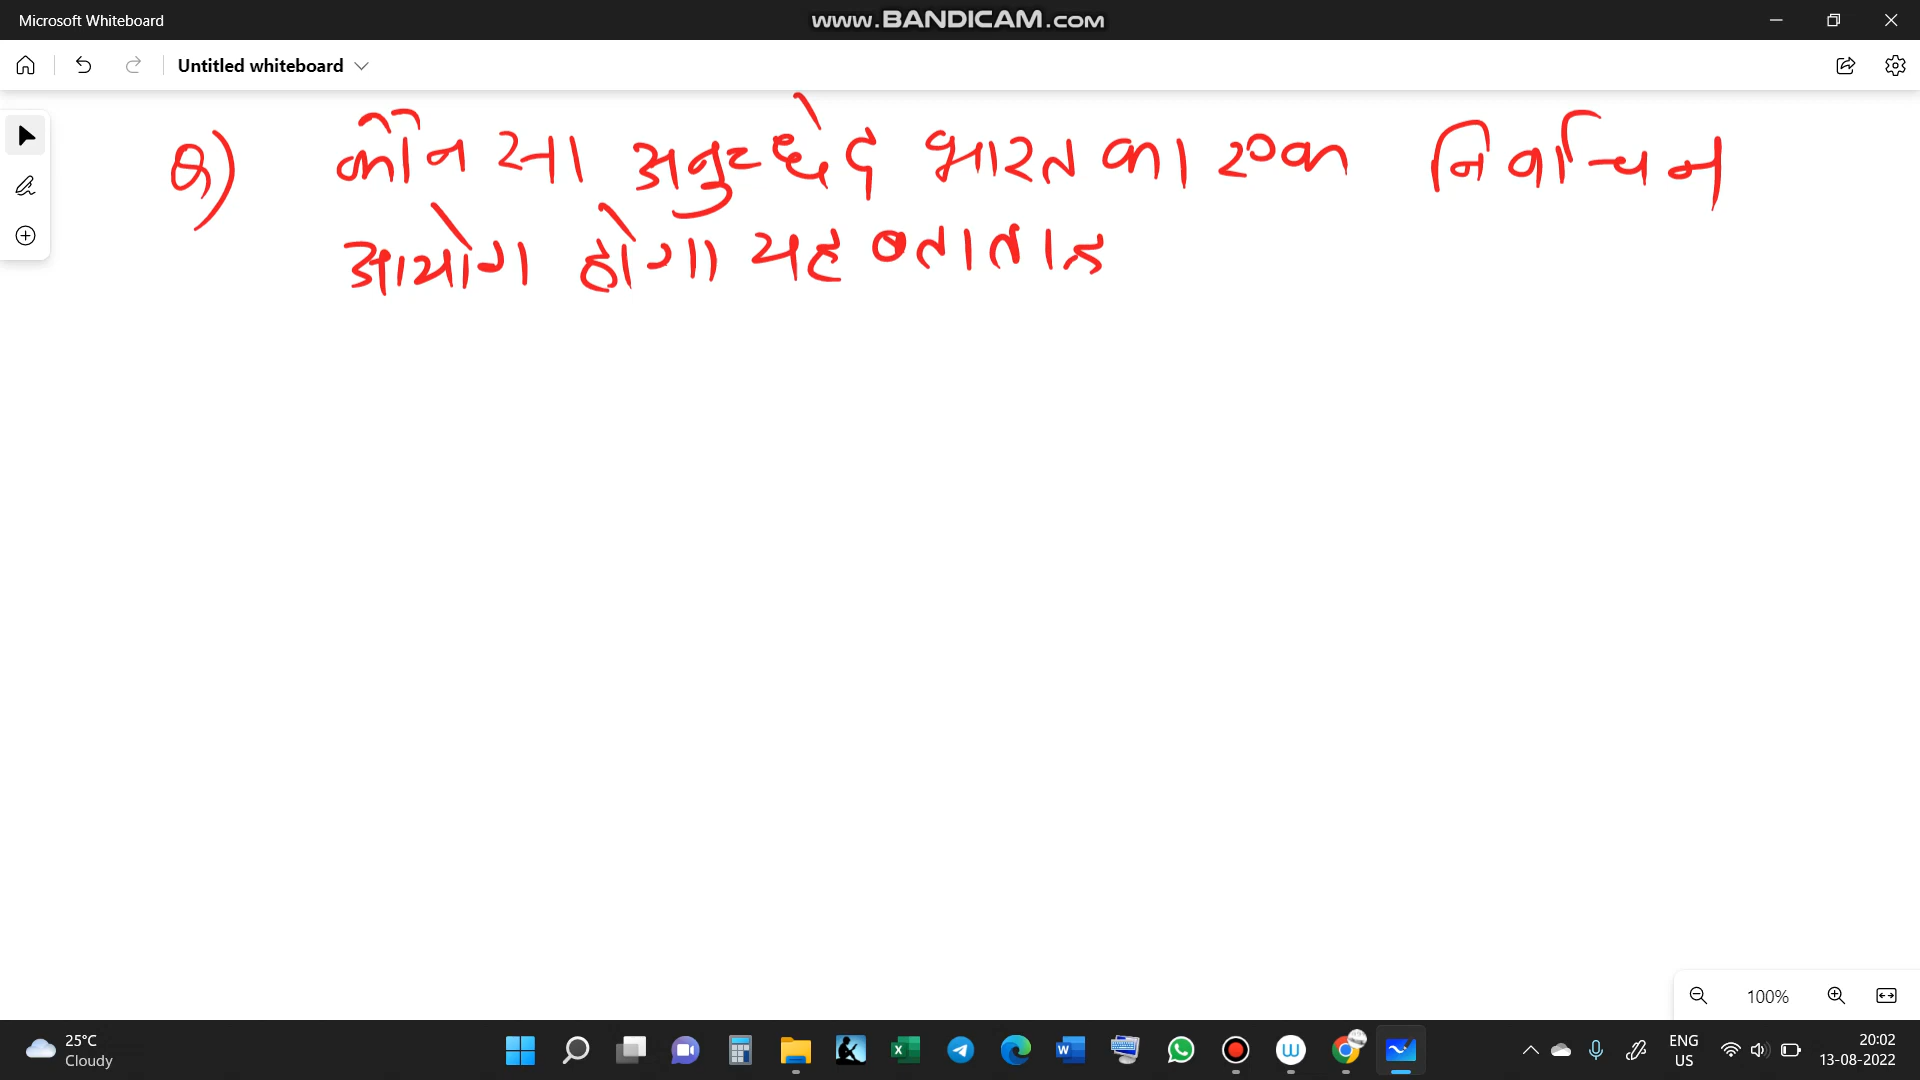 Microsoft Whiteboard
www.BANDICAM.com
Untitled whiteboard
Q) कौन सा अनुच्छेद भारत का एक निर्वाचन
आयोग होगा यह बताता है
100%
25°C
Cloudy
ENG
US
20:02
13-08-2022